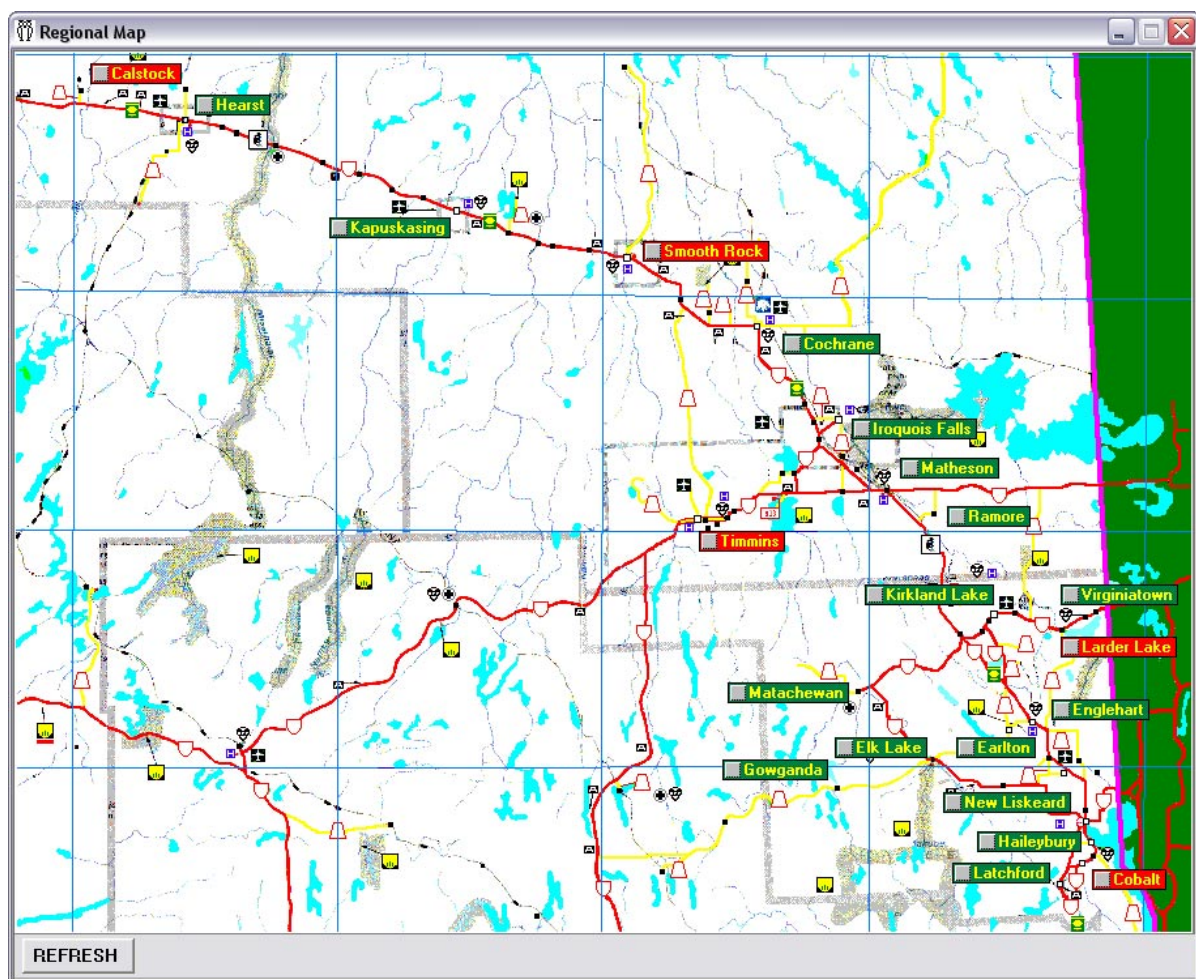 Regional Map
Calstock
Hearst
Kapuskasing
Smooth Rock
Cochrane
Iroquois Falls
Matheson
Ramore
Timmins
Kirkland Lake
Virginiatown
Larder Lake
Matachewan
Englehart
Elk Lake
Earlton
Gowganda
New Liskeard
Haileybury
Latchford
Cobalt
REFRESH